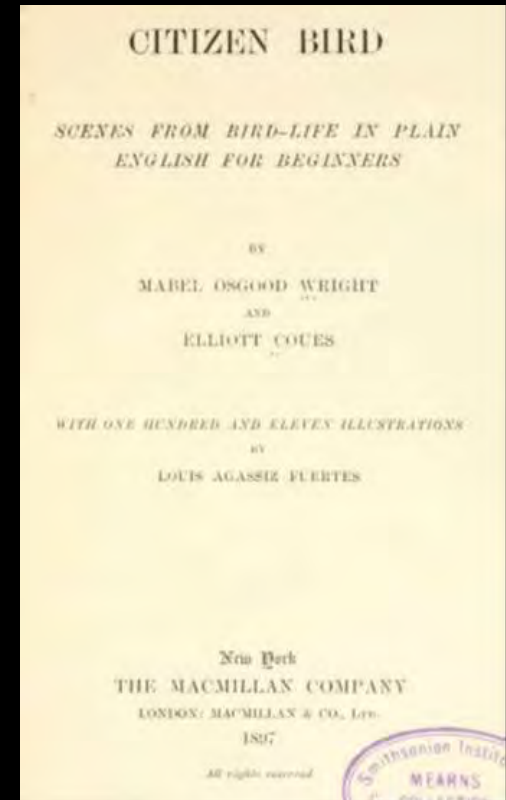 CITIZEN BIRD
SCENES FROM BIRD-LIFE IN PLAIN
ENGLISH FOR BEGINNERS
BY
MABEL OSGOOD WRIGHT
AND
ELLIOTT COUES
WITH ONE HUNDRED AND ELEVEN ILLUSTRATIONS
BY
LOUIS AGASSIZ FUERTES
New York
THE MACMILLAN COMPANY
LONDON: MACMILLAN & CO., LTD.
1897
All rights reserved
MEARNS